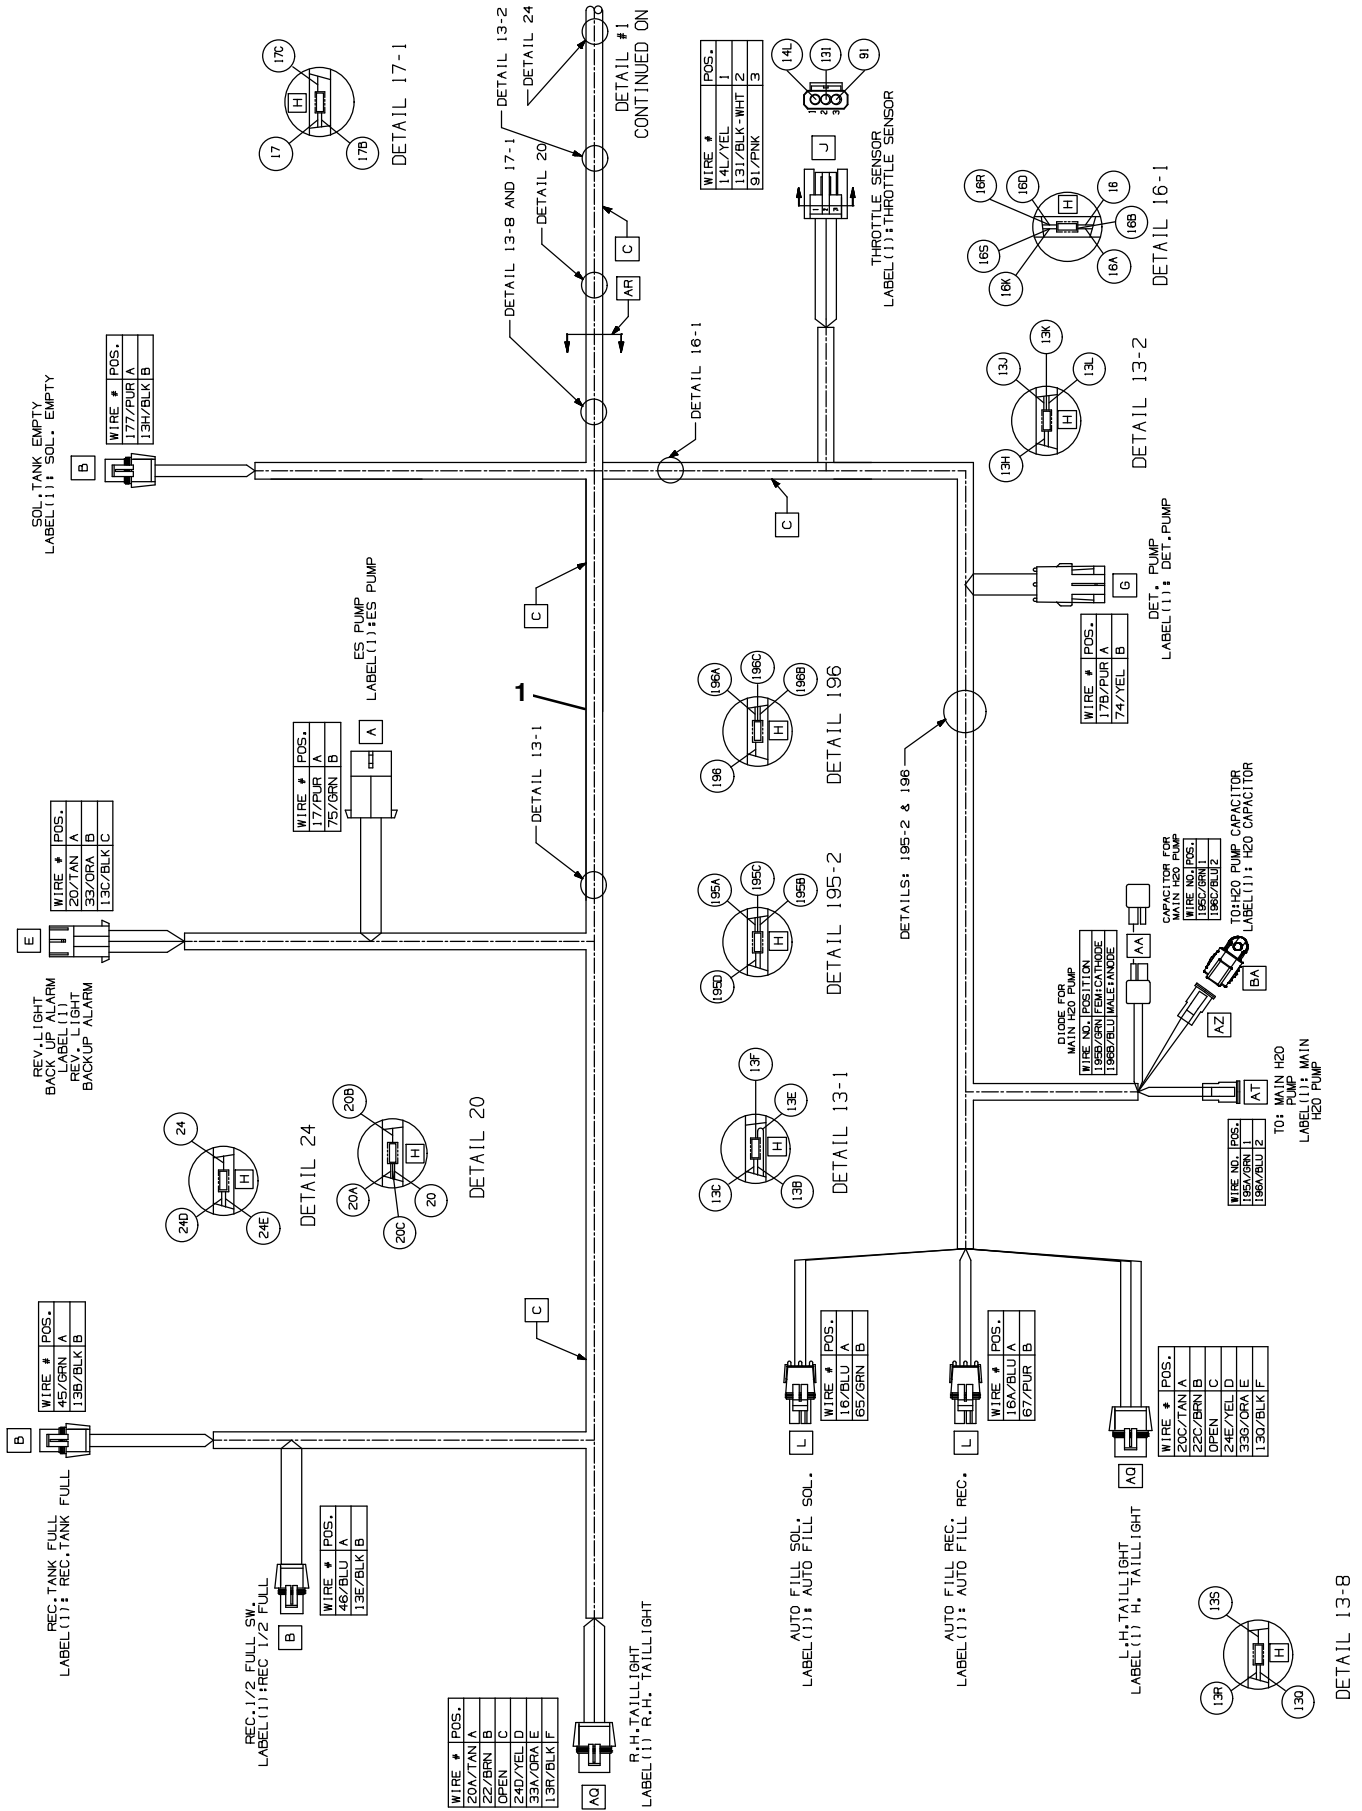 SOL.TANK EMPTY
LABEL(1): SOL. EMPTY
B
WIRE # POS.
177/PUR A
13H/BLK B
17C
H
17
17B
DETAIL 17-1
DETAIL 13-2
DETAIL 24
DETAIL 13-8 AND 17-1
DETAIL 20
DETAIL #1
CONTINUED ON
C
AR
WIRE # POS.
14L/YEL 1
131/BLK-WHT 2
91/PNK 3
14L
131
91
1
2
3
J
1
2
3
THROTTLE SENSOR
LABEL(1):THROTTLE SENSOR
DETAIL 16-1
C
16R
16D
16S
16K
H
16
16B
16A
DETAIL 16-1
13J
13K
13L
13H
H
DETAIL 13-2
REV.LIGHT
BACK UP ALARM
LABEL (1)
REV. LIGHT
BACKUP ALARM
E
WIRE # POS.
20/TAN A
33/ORA B
13C/BLK C
ES PUMP
LABEL(1):ES PUMP
A
WIRE # POS.
17/PUR A
75/GRN B
C
1
DETAIL 13-1
196A
196C
196B
196
H
DETAIL 196
195A
195C
195B
195D
H
DETAIL 195-2
DETAILS: 195-2 & 196
G
WIRE # POS.
17B/PUR A
74/YEL B
DET. PUMP
LABEL(1): DET.PUMP
13F
13E
13C
13B
H
DETAIL 13-1
24
24D
24E
H
DETAIL 24
20B
20A
20C
20
H
DETAIL 20
DIODE FOR
MAIN H2O PUMP
WIRE NO. POSITION
195B/GRN FEM:CATHODE
196B/BLU MALE:ANODE
AA
CAPACITOR FOR
MAIN H2O PUMP
WIRE NO. POS.
195C/GRN 1
196C/BLU 2
TO:H2O PUMP CAPACITOR
LABEL(1): H2O CAPACITOR
BA
AZ
AT
WIRE NO. POS.
195A/GRN 1
196A/BLU 2
TO: MAIN H2O
PUMP
LABEL(1): MAIN
H2O PUMP
B
WIRE # POS.
45/GRN A
13B/BLK B
REC.TANK FULL
LABEL(1): REC.TANK FULL
C
B
WIRE # POS.
46/BLU A
13E/BLK B
REC.1/2 FULL SW.
LABEL(1):REC 1/2 FULL
WIRE # POS.
20A/TAN A
22/BRN B
OPEN C
24D/YEL D
33A/ORA E
13R/BLK F
AQ
R.H.TAILLIGHT
LABEL(1) R.H. TAILLIGHT
WIRE # POS.
16/BLU A
65/GRN B
L
AUTO FILL SOL.
LABEL(1): AUTO FILL SOL.
WIRE # POS.
16A/BLU A
67/PUR B
L
AUTO FILL REC.
LABEL(1): AUTO FILL REC.
WIRE # POS.
20C/TAN A
22C/BRN B
OPEN C
24E/YEL D
33G/ORA E
13Q/BLK F
AQ
L.H.TAILLIGHT
LABEL(1) H. TAILLIGHT
13S
13R
13Q
H
DETAIL 13-8